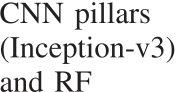 CNN pillars
(Inception-v3)
and RF